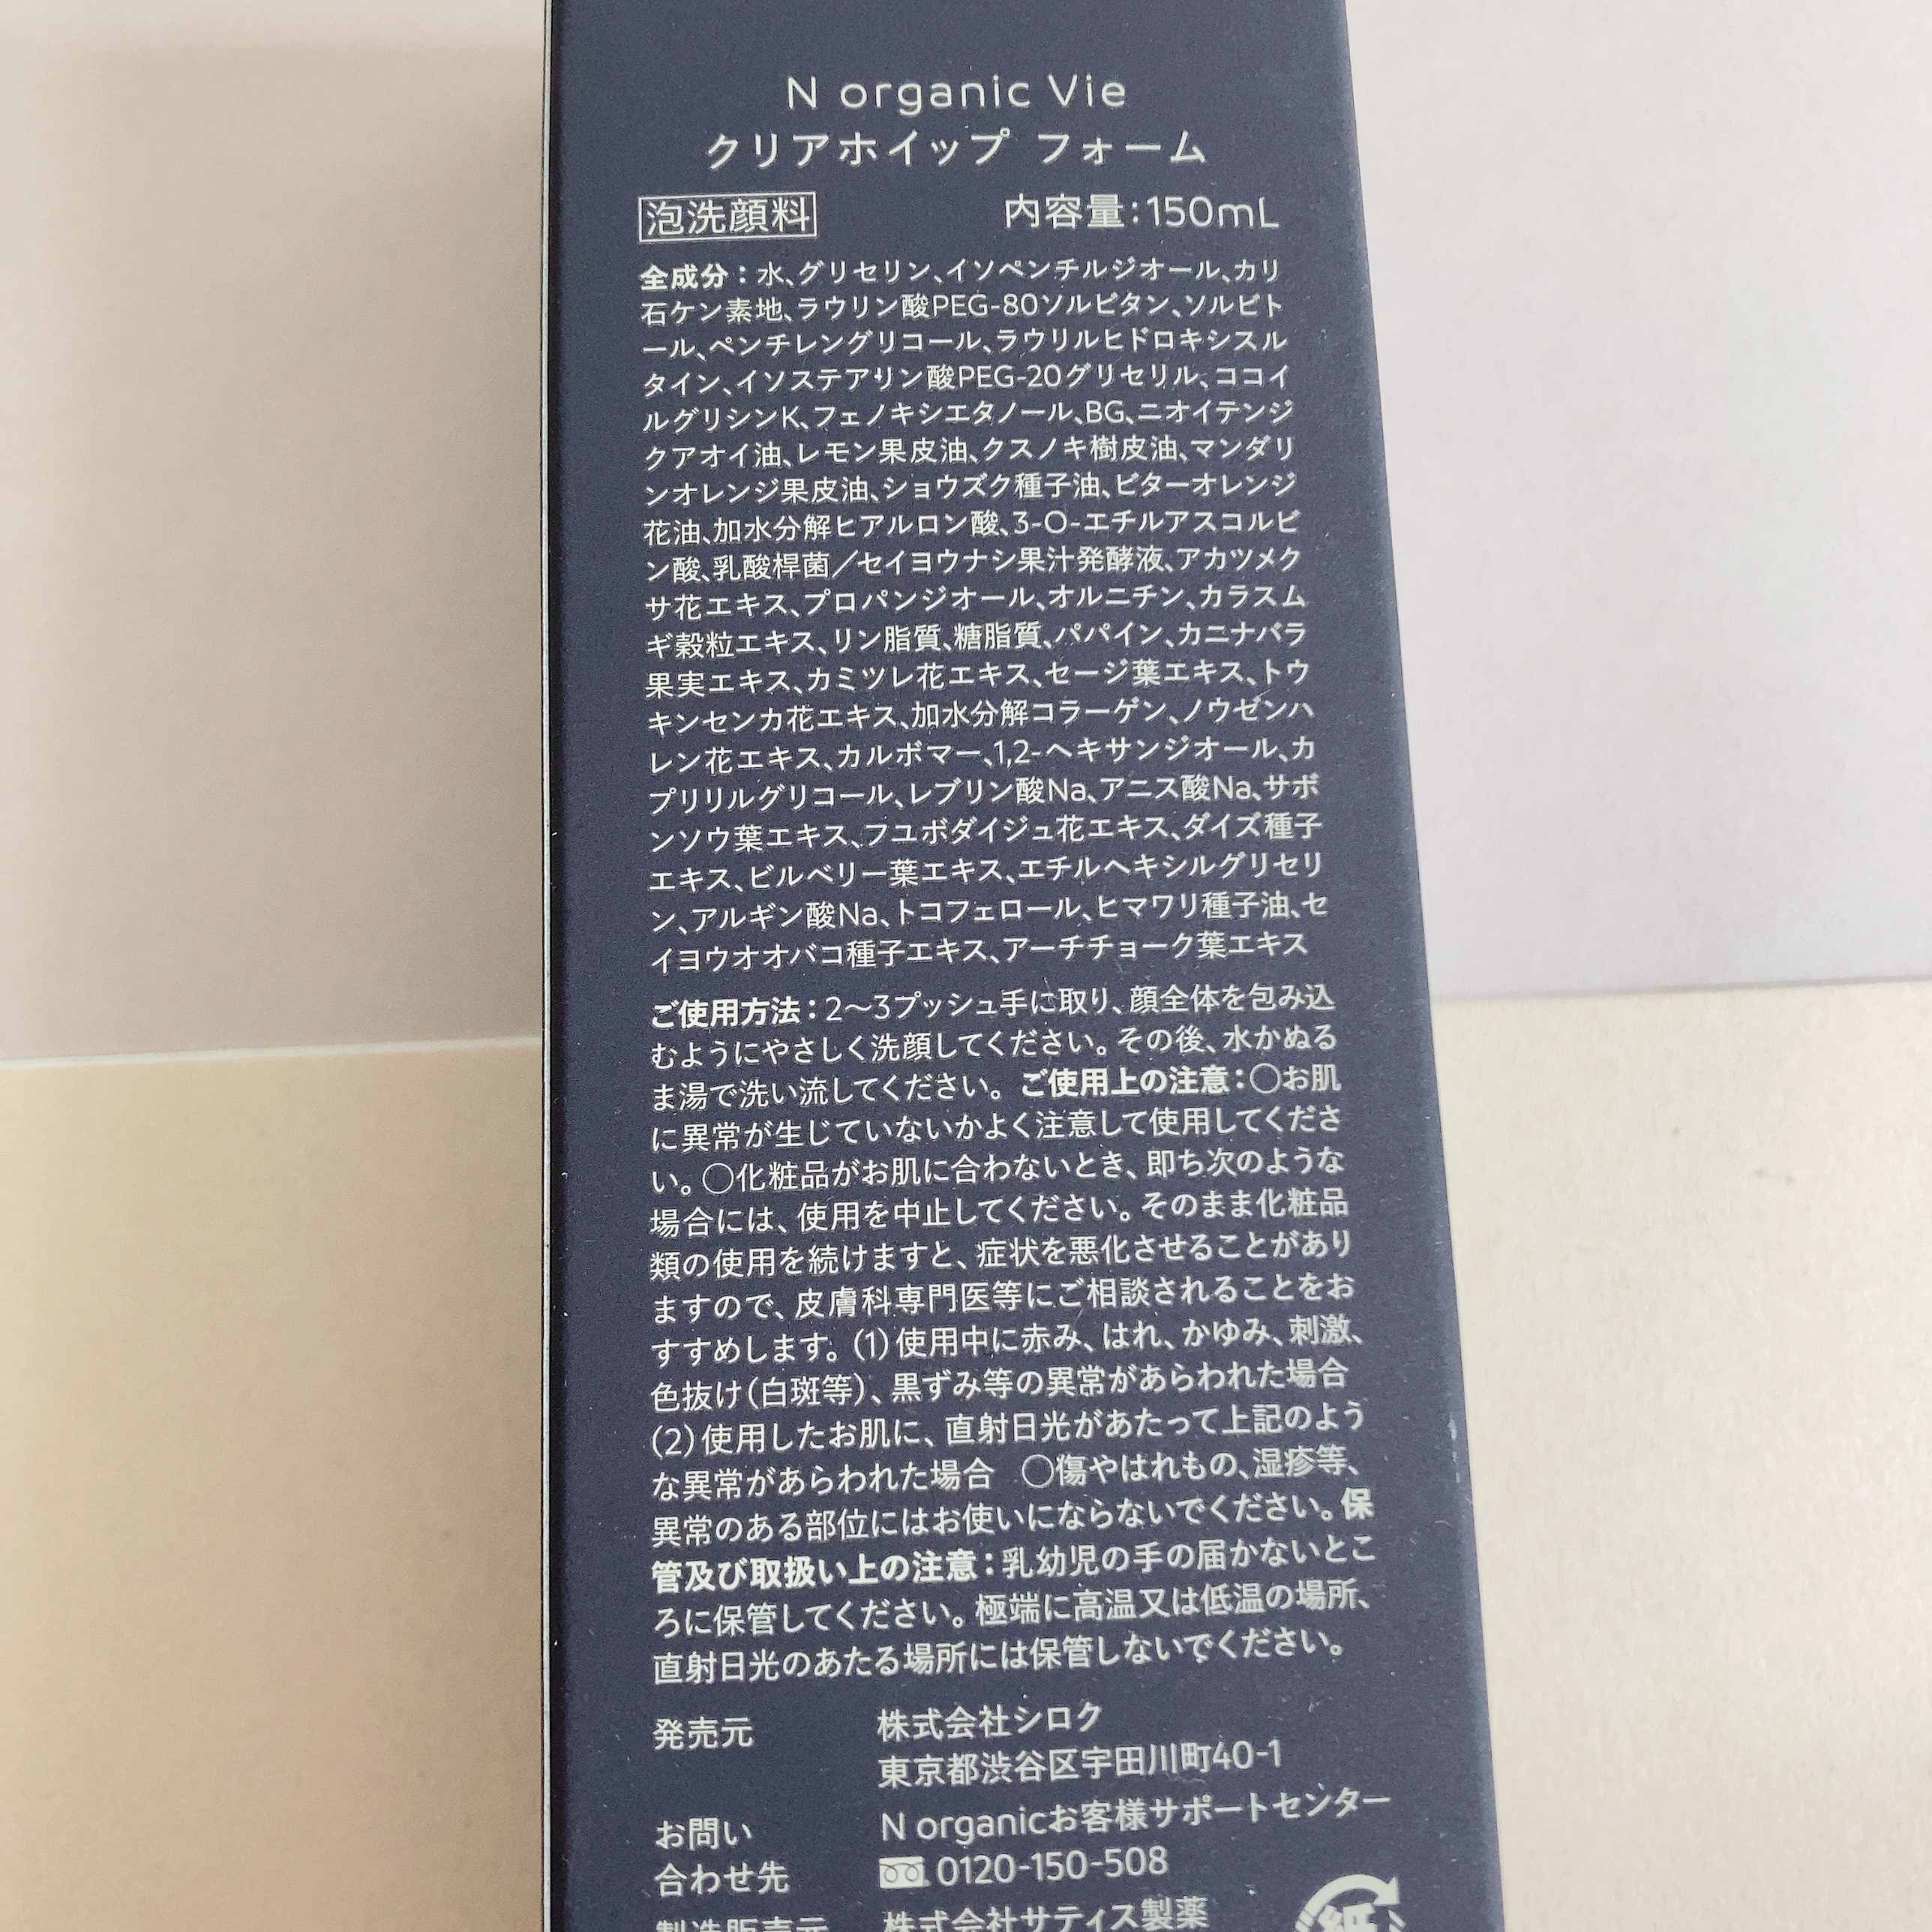 N organic Vie
クリアホイップ フォーム
泡洗顔料 内容量:150mL
全成分:水、グリセリン、イソペンチルジオール、カリ
石ケン素地、ラウリン酸PEG-80ソルビタン、ソルビト
ール、ペンチレングリコール、ラウリルヒドロキシスル
タイン、イソステアリン酸PEG-20グリセリル、ココイ
ルグリシンK、フェノキシエタノール、BG、ニオイテンジ
クアオイ油、レモン果皮油、クスノキ樹皮油、マンダリ
ンオレンジ果皮油、ショウズク種子油、ビターオレンジ
花油、加水分解ヒアルロン酸、3-O-エチルアスコルビ
ン酸、乳酸桿菌/セイヨウナシ果汁発酵液、アカツメク
サ花エキス、プロパンジオール、オルニチン、カラスム
ギ穀粒エキス、リン脂質、糖脂質、パパイン、カニナバラ
果実エキス、カミツレ花エキス、セージ葉エキス、トウ
キンセンカ花エキス、加水分解コラーゲン、ノウゼンハ
レン花エキス、カルボマー、1,2-ヘキサンジオール、カ
プリリルグリコール、レブリン酸Na、アニス酸Na、サボ
ンソウ葉エキス、フユボダイジュ花エキス、ダイズ種子
エキス、ビルベリー葉エキス、エチルヘキシルグリセリ
ン、アルギン酸Na、トコフェロール、ヒマワリ種子油、セ
イヨウオオバコ種子エキス、アーチチョーク葉エキス
ご使用方法:2〜3プッシュ手に取り、顔全体を包み込
むようにやさしく洗顔してください。その後、水かぬる
ま湯で洗い流してください。 ご使用上の注意:○お肌
に異常が生じていないかよく注意して使用してくださ
い。○化粧品がお肌に合わないとき、即ち次のような
場合には、使用を中止してください。そのまま化粧品
類の使用を続けますと、症状を悪化させることがあり
ますので、皮膚科専門医等にご相談されることをお
すすめします。(1)使用中に赤み、はれ、かゆみ、刺激、
色抜け(白斑等)、黒ずみ等の異常があらわれた場合
(2)使用したお肌に、直射日光があたって上記のよう
な異常があらわれた場合 ○傷やはれもの、湿疹等、
異常のある部位にはお使いにならないでください。保
管及び取扱い上の注意:乳幼児の手の届かないとこ
ろに保管してください。極端に高温又は低温の場所、
直射日光のあたる場所には保管しないでください。
発売元 株式会社シロク
東京都渋谷区宇田川町40-1
お問い N organicお客様サポートセンター
合わせ先 0120-150-508
製造販売元 株式会社サティス製薬
紙